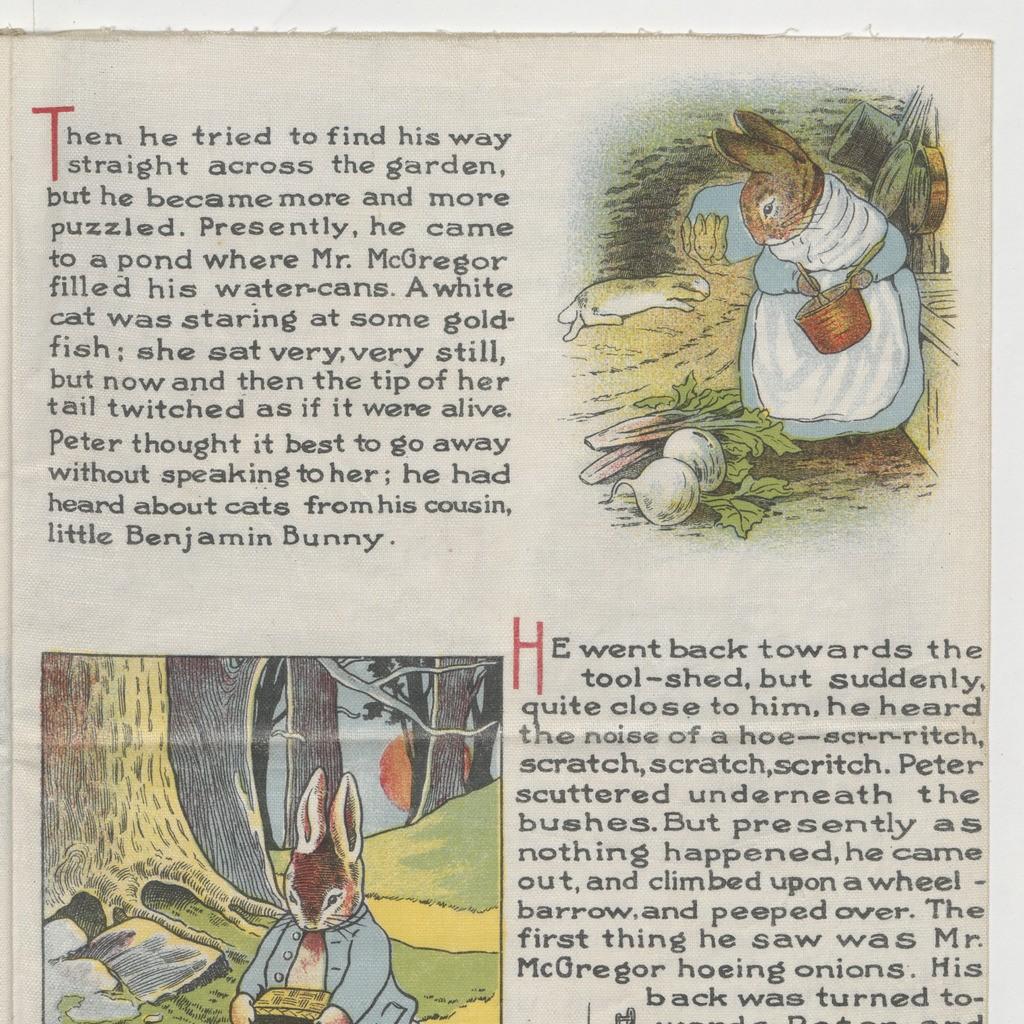 Then he tried to find his way
straight across the garden,
but he became more and more
puzzled. Presently, he came
to a pond where Mr. McGregor
filled his water-cans. A white
cat was staring at some gold-
fish; she sat very, very still,
but now and then the tip of her
tail twitched as if it were alive.
Peter thought it best to go away
without speaking to her; he had
heard about cats from his cousin,
little Benjamin Bunny.
HE went back towards the
tool-shed, but suddenly,
quite close to him, he heard
the noise of a hoe—scr-r-ritch,
scratch, scratch, scritch. Peter
scuttered underneath the
bushes. But presently as
nothing happened, he came
out, and climbed upon a wheel-
barrow, and peeped over. The
first thing he saw was Mr.
McGregor hoeing onions. His
back was turned to-